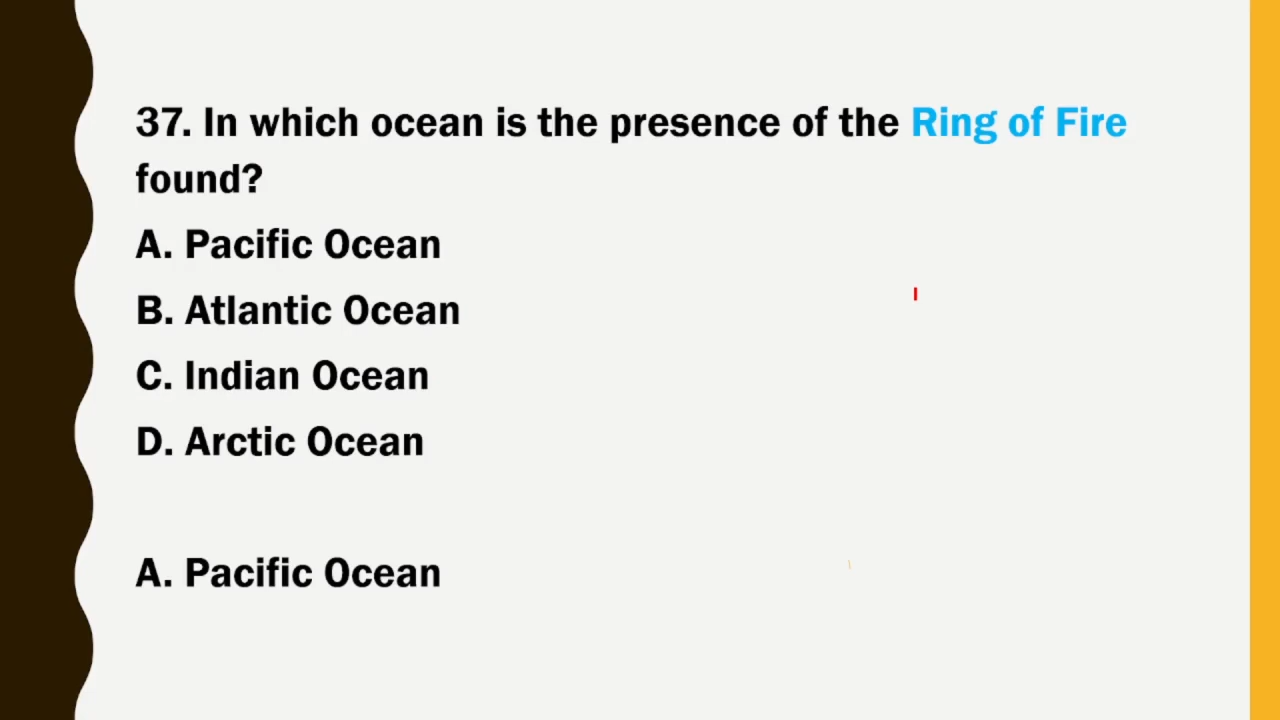 37. In which ocean is the presence of the Ring of Fire
found?
A. Pacific Ocean
B. Atlantic Ocean
C. Indian Ocean
D. Arctic Ocean
A. Pacific Ocean